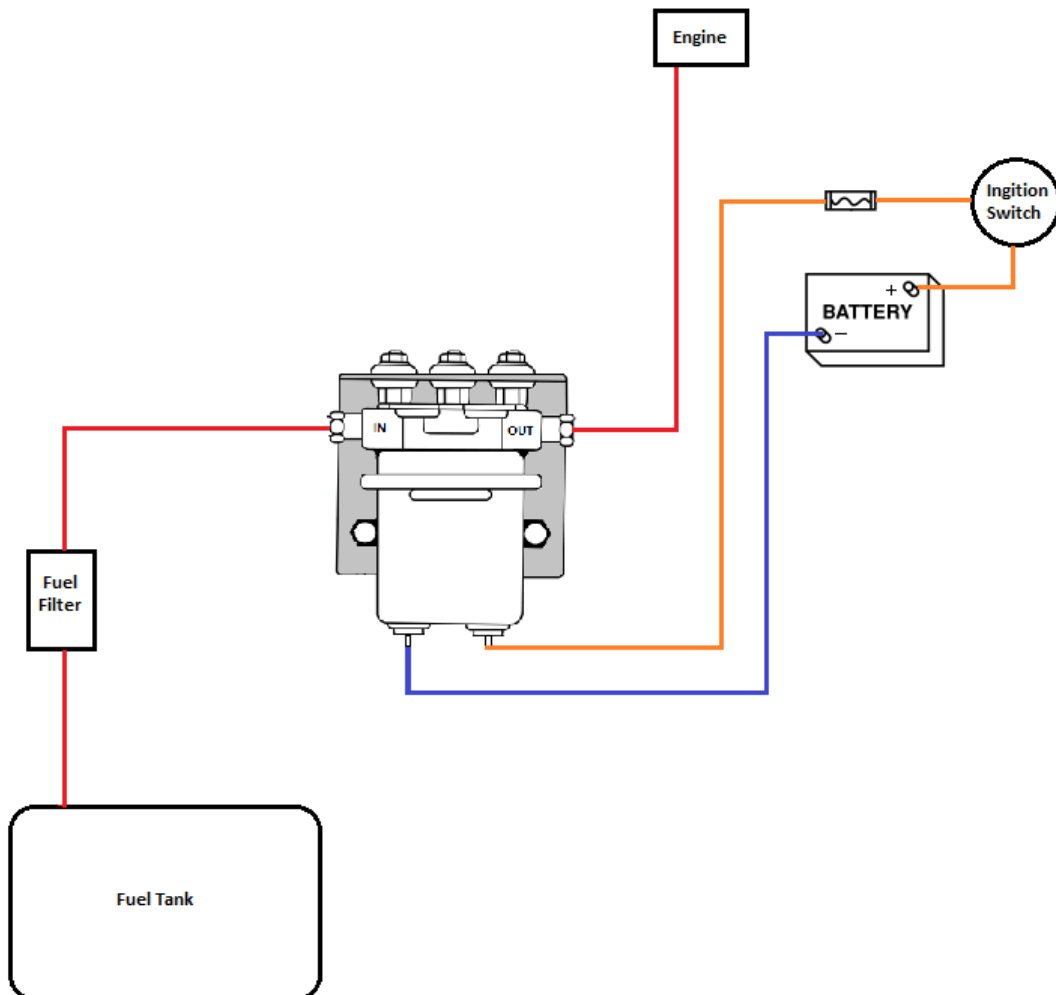 Engine
Ingition
Switch
+
BATTERY
−
IN
OUT
Fuel
Filter
Fuel Tank